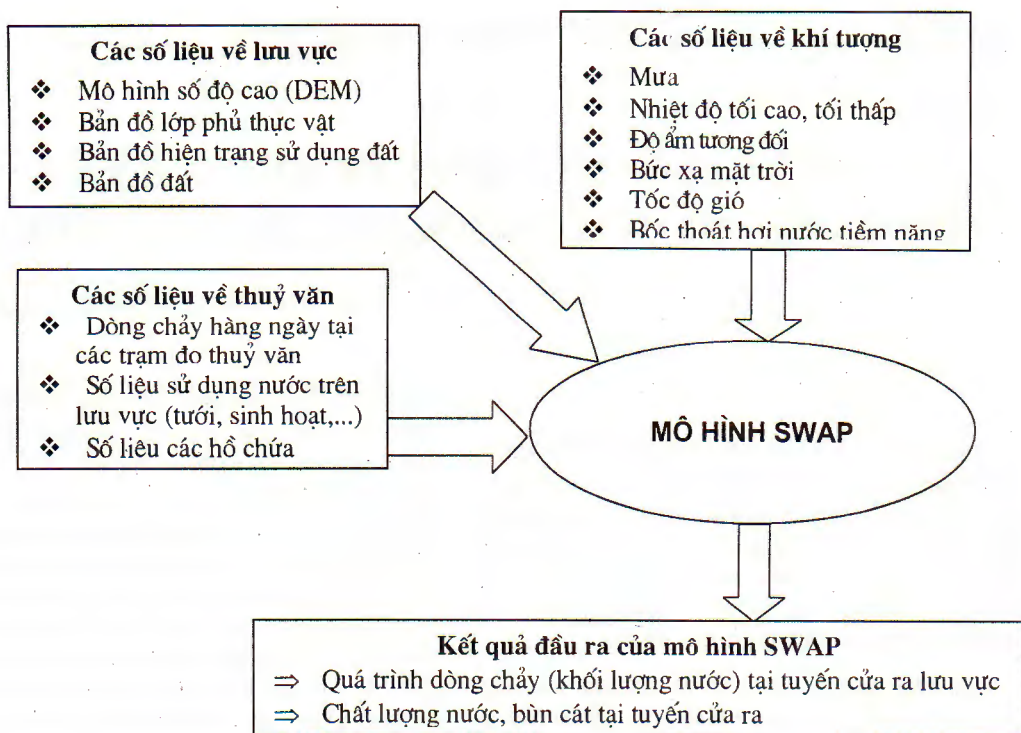 Các số liệu về lưu vực
❖ Mô hình số độ cao (DEM)
❖ Bản đồ lớp phủ thực vật
❖ Bản đồ hiện trạng sử dụng đất
❖ Bản đồ đất
Các số liệu về khí tượng
❖ Mưa
❖ Nhiệt độ tối cao, tối thấp
❖ Độ ẩm tương đối
❖ Bức xạ mặt trời
❖ Tốc độ gió
❖ Bốc thoát hơi nước tiềm năng
Các số liệu về thuỷ văn
❖ Dòng chảy hàng ngày tại
các trạm đo thuỷ văn
❖ Số liệu sử dụng nước trên
lưu vực (tưới, sinh hoạt,...)
❖ Số liêu các hồ chứa
MÔ HÌNH SWAP
Kết quả đầu ra của mô hình SWAP
⇒ Quá trình dòng chảy (khối lượng nước) tại tuyến cửa ra lưu vực
⇒ Chất lượng nước, bùn cát tại tuyến cửa ra